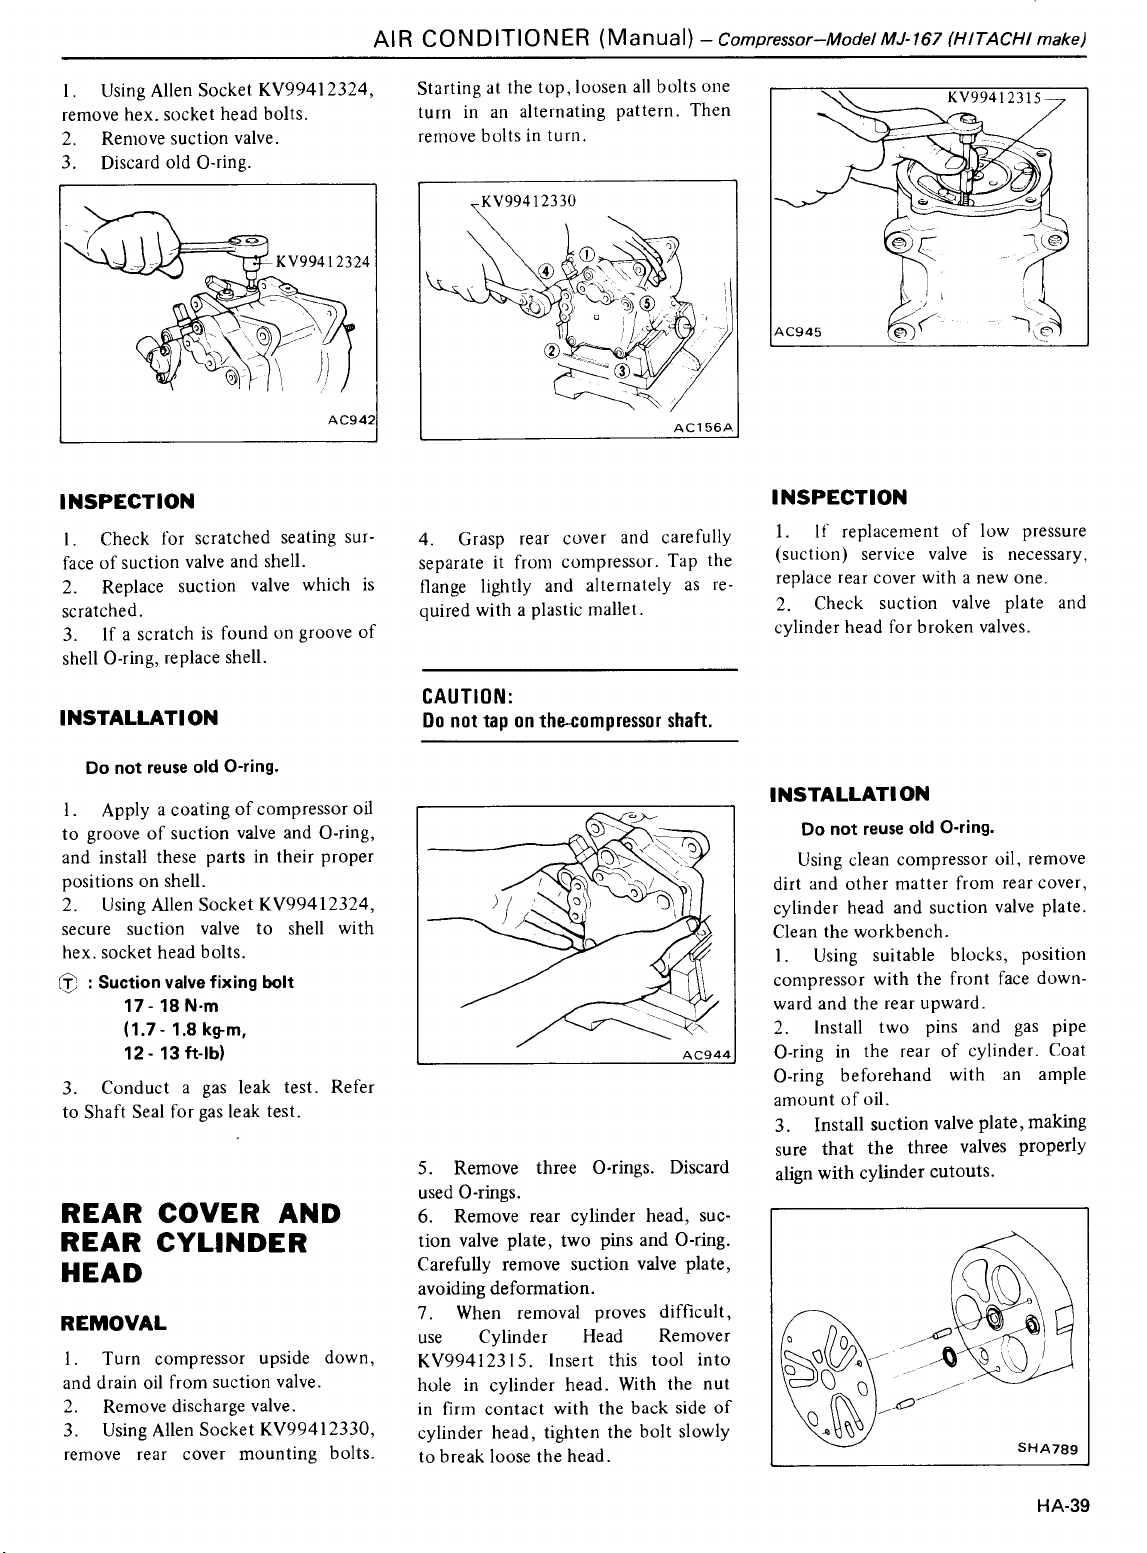 AIR CONDITIONER (Manual) – Compressor–Model MJ-167 (HITACHI make)
1. Using Allen Socket KV99412324,
remove hex. socket head bolts.
2. Remove suction valve.
3. Discard old O-ring.
KV99412324
AC942
INSPECTION
1. Check for scratched seating sur-
face of suction valve and shell.
2. Replace suction valve which is
scratched.
3. If a scratch is found on groove of
shell O-ring, replace shell.
INSTALLATION
Do not reuse old O-ring.
1. Apply a coating of compressor oil
to groove of suction valve and O-ring,
and install these parts in their proper
positions on shell.
2. Using Allen Socket KV99412324,
secure suction valve to shell with
hex. socket head bolts.
Ⓣ : Suction valve fixing bolt
17 - 18 N·m
(1.7 - 1.8 kg-m,
12 - 13 ft-lb)
3. Conduct a gas leak test. Refer
to Shaft Seal for gas leak test.
REAR COVER AND
REAR CYLINDER
HEAD
REMOVAL
1. Turn compressor upside down,
and drain oil from suction valve.
2. Remove discharge valve.
3. Using Allen Socket KV99412330,
remove rear cover mounting bolts.
Starting at the top, loosen all bolts one
turn in an alternating pattern. Then
remove bolts in turn.
KV99412330
①
④
⑤
②
③
AC156A
4. Grasp rear cover and carefully
separate it from compressor. Tap the
flange lightly and alternately as re-
quired with a plastic mallet.
CAUTION:
Do not tap on the compressor shaft.
AC944
5. Remove three O-rings. Discard
used O-rings.
6. Remove rear cylinder head, suc-
tion valve plate, two pins and O-ring.
Carefully remove suction valve plate,
avoiding deformation.
7. When removal proves difficult,
use Cylinder Head Remover
KV99412315. Insert this tool into
hole in cylinder head. With the nut
in firm contact with the back side of
cylinder head, tighten the bolt slowly
to break loose the head.
KV99412315
AC945
INSPECTION
1. If replacement of low pressure
(suction) service valve is necessary,
replace rear cover with a new one.
2. Check suction valve plate and
cylinder head for broken valves.
INSTALLATION
Do not reuse old O-ring.
Using clean compressor oil, remove
dirt and other matter from rear cover,
cylinder head and suction valve plate.
Clean the workbench.
1. Using suitable blocks, position
compressor with the front face down-
ward and the rear upward.
2. Install two pins and gas pipe
O-ring in the rear of cylinder. Coat
O-ring beforehand with an ample
amount of oil.
3. Install suction valve plate, making
sure that the three valves properly
align with cylinder cutouts.
SHA789
HA-39